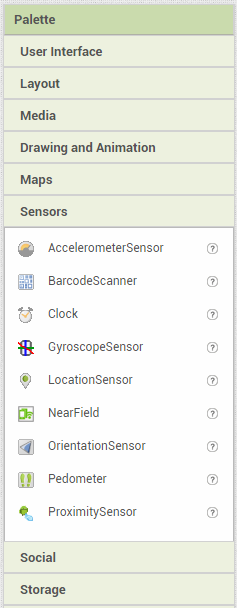 Palette
User Interface
Layout
Media
Drawing and Animation
Maps
Sensors
AccelerometerSensor ?
BarcodeScanner ?
Clock ?
GyroscopeSensor ?
LocationSensor ?
NearField ?
OrientationSensor ?
Pedometer ?
ProximitySensor ?
Social
Storage